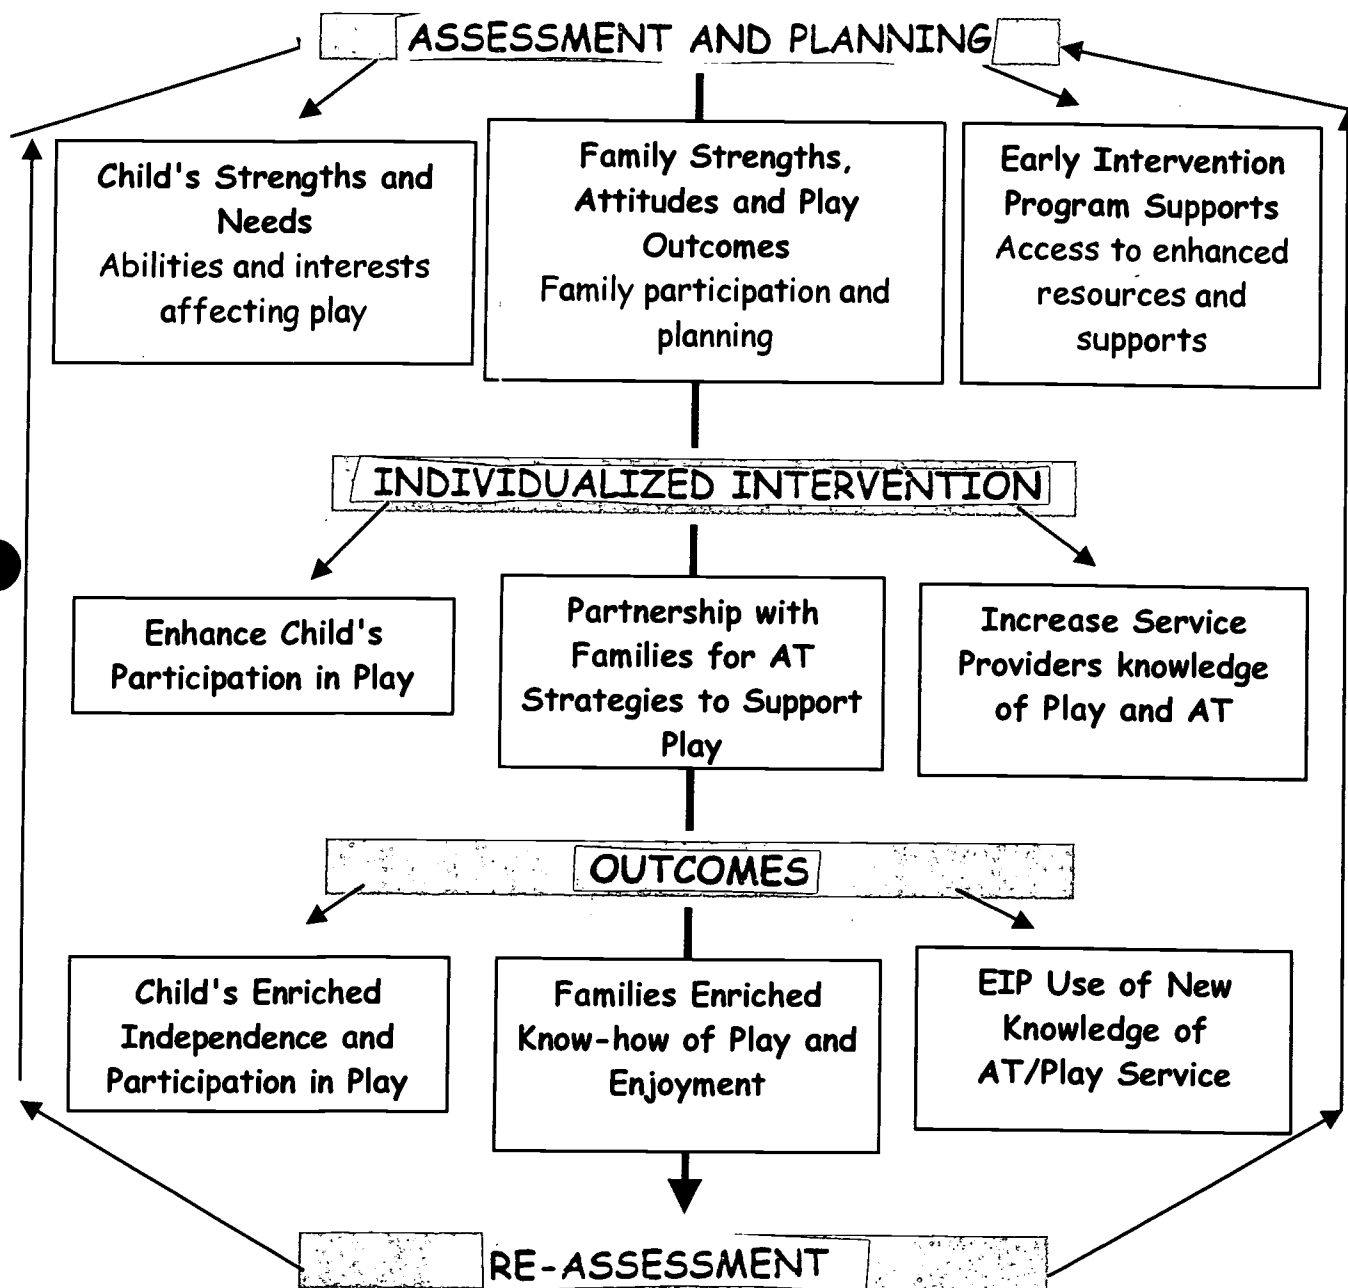 ASSESSMENT AND PLANNING
Child's Strengths and
Needs
Abilities and interests
affecting play
Family Strengths,
Attitudes and Play
Outcomes
Family participation and
planning
Early Intervention
Program Supports
Access to enhanced
resources and
supports
INDIVIDUALIZED INTERVENTION
Enhance Child's
Participation in Play
Partnership with
Families for AT
Strategies to Support
Play
Increase Service
Providers knowledge
of Play and AT
OUTCOMES
Child's Enriched
Independence and
Participation in Play
Families Enriched
Know-how of Play and
Enjoyment
EIP Use of New
Knowledge of
AT/Play Service
RE-ASSESSMENT